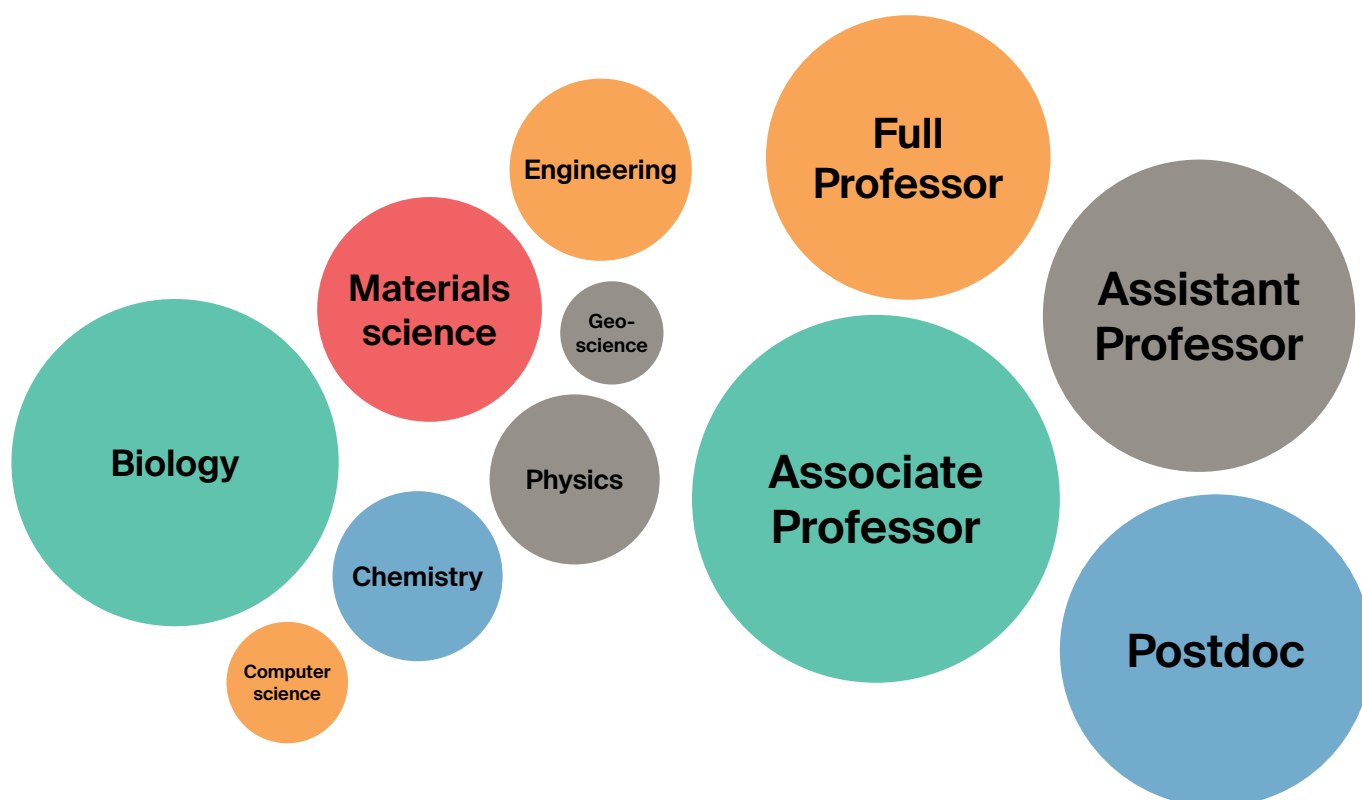 Engineering
Materials
science
Geo-
science
Biology
Physics
Chemistry
Computer
science
Full
Professor
Assistant
Professor
Associate
Professor
Postdoc